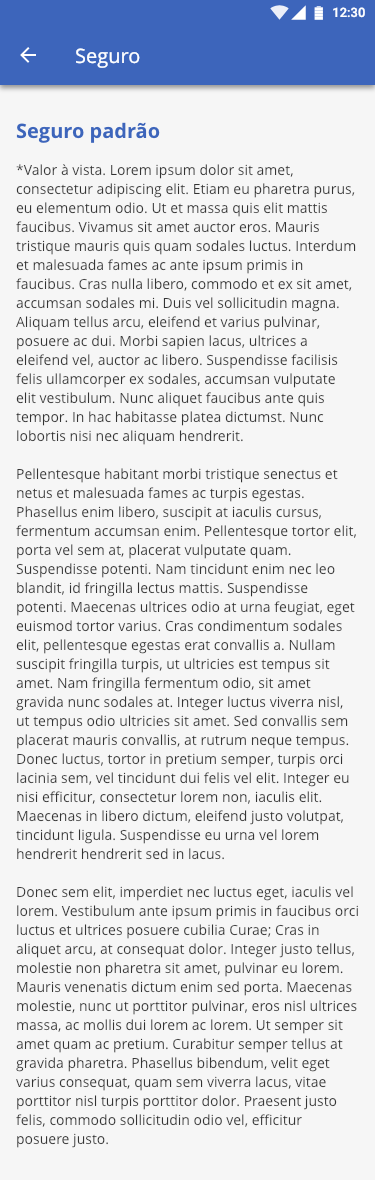 12:30
Seguro
Seguro padrão
*Valor à vista. Lorem ipsum dolor sit amet,
consectetur adipiscing elit. Etiam eu pharetra purus,
eu elementum odio. Ut et massa quis elit mattis
faucibus. Vivamus sit amet auctor eros. Mauris
tristique mauris quis quam sodales luctus. Interdum
et malesuada fames ac ante ipsum primis in
faucibus. Cras nulla libero, commodo et ex sit amet,
accumsan sodales mi. Duis vel sollicitudin magna.
Aliquam tellus arcu, eleifend et varius pulvinar,
posuere ac dui. Morbi sapien lacus, ultrices a
eleifend vel, auctor ac libero. Suspendisse facilisis
felis ullamcorper ex sodales, accumsan vulputate
elit vestibulum. Nunc aliquet faucibus ante quis
tempor. In hac habitasse platea dictumst. Nunc
lobortis nisi nec aliquam hendrerit.
Pellentesque habitant morbi tristique senectus et
netus et malesuada fames ac turpis egestas.
Phasellus enim libero, suscipit at iaculis cursus,
fermentum accumsan enim. Pellentesque tortor elit,
porta vel sem at, placerat vulputate quam.
Suspendisse potenti. Nam tincidunt enim nec leo
blandit, id fringilla lectus mattis. Suspendisse
potenti. Maecenas ultrices odio at urna feugiat, eget
euismod tortor varius. Cras condimentum sodales
elit, pellentesque egestas erat convallis a. Nullam
suscipit fringilla turpis, ut ultricies est tempus sit
amet. Nam fringilla fermentum odio, sit amet
gravida nunc sodales at. Integer luctus viverra nisl,
ut tempus odio ultricies sit amet. Sed convallis sem
placerat mauris convallis, at rutrum neque tempus.
Donec luctus, tortor in pretium semper, turpis orci
lacinia sem, vel tincidunt dui felis vel elit. Integer eu
nisi efficitur, consectetur lorem non, iaculis elit.
Maecenas in libero dictum, eleifend justo volutpat,
tincidunt ligula. Suspendisse eu urna vel lorem
hendrerit hendrerit sed in lacus.
Donec sem elit, imperdiet nec luctus eget, iaculis vel
lorem. Vestibulum ante ipsum primis in faucibus orci
luctus et ultrices posuere cubilia Curae; Cras in
aliquet arcu, at consequat dolor. Integer justo tellus,
molestie non pharetra sit amet, pulvinar eu lorem.
Mauris venenatis dictum enim sed porta. Maecenas
molestie, nunc ut porttitor pulvinar, eros nisl ultrices
massa, ac mollis dui lorem ac lorem. Ut semper sit
amet quam ac pretium. Curabitur semper tellus at
gravida pharetra. Phasellus bibendum, velit eget
varius consequat, quam sem viverra lacus, vitae
porttitor nisl turpis porttitor dolor. Praesent justo
felis, commodo sollicitudin odio vel, efficitur
posuere justo.